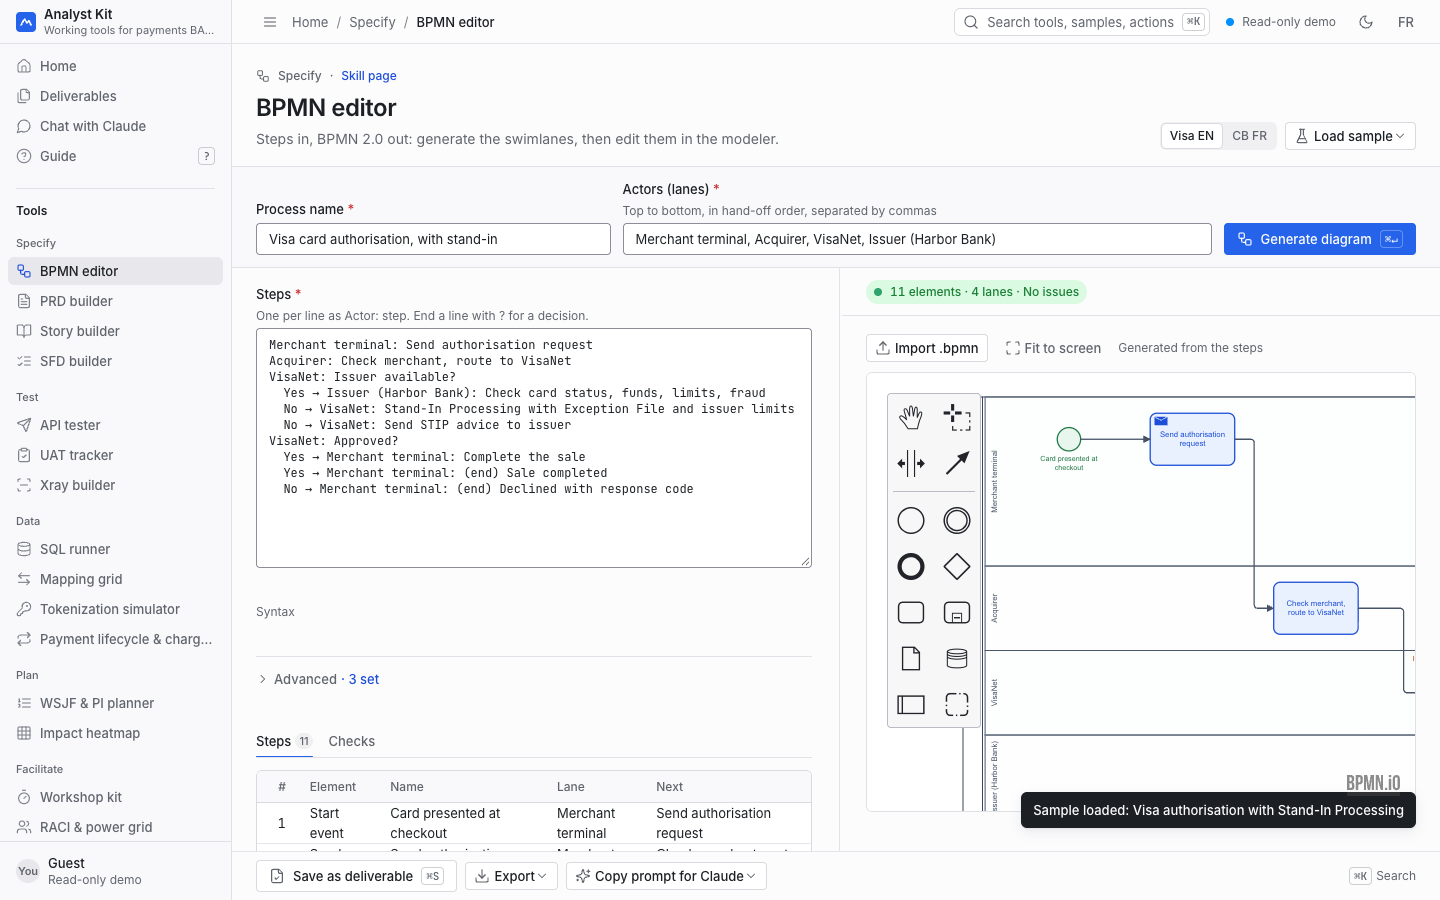 Analyst Kit
Working tools for payments BA...
Home
Deliverables
Chat with Claude
Guide
?
Tools
Specify
BPMN editor
PRD builder
Story builder
SFD builder
Test
API tester
UAT tracker
Xray builder
Data
SQL runner
Mapping grid
Tokenization simulator
Payment lifecycle & charg...
Plan
WSJF & PI planner
Impact heatmap
Facilitate
Workshop kit
RACI & power grid
You
Guest
Read-only demo
Home / Specify / BPMN editor
Search tools, samples, actions ⌘K
Read-only demo
FR
Specify · Skill page
BPMN editor
Steps in, BPMN 2.0 out: generate the swimlanes, then edit them in the modeler.
Visa EN
CB FR
Load sample
Process name *
Visa card authorisation, with stand-in
Actors (lanes) *
Top to bottom, in hand-off order, separated by commas
Merchant terminal, Acquirer, VisaNet, Issuer (Harbor Bank)
Generate diagram ⌘↵
Steps *
One per line as Actor: step. End a line with ? for a decision.
Merchant terminal: Send authorisation request
Acquirer: Check merchant, route to VisaNet
VisaNet: Issuer available?
Yes → Issuer (Harbor Bank): Check card status, funds, limits, fraud
No → VisaNet: Stand-In Processing with Exception File and issuer limits
No → VisaNet: Send STIP advice to issuer
VisaNet: Approved?
Yes → Merchant terminal: Complete the sale
Yes → Merchant terminal: (end) Sale completed
No → Merchant terminal: (end) Declined with response code
Syntax
Advanced · 3 set
Steps 11
Checks
# Element Name Lane Next
1 Start event Card presented at checkout Merchant terminal Send authorisation request
11 elements · 4 lanes · No issues
Import .bpmn
Fit to screen
Generated from the steps
Merchant terminal
Card presented at
checkout
Send authorisation
request
Acquirer
Check merchant,
route to VisaNet
VisaNet
ssuer (Harbor Bank)
BPMN.iO
Sample loaded: Visa authorisation with Stand-In Processing
Save as deliverable ⌘S
Export
Copy prompt for Claude
⌘K Search